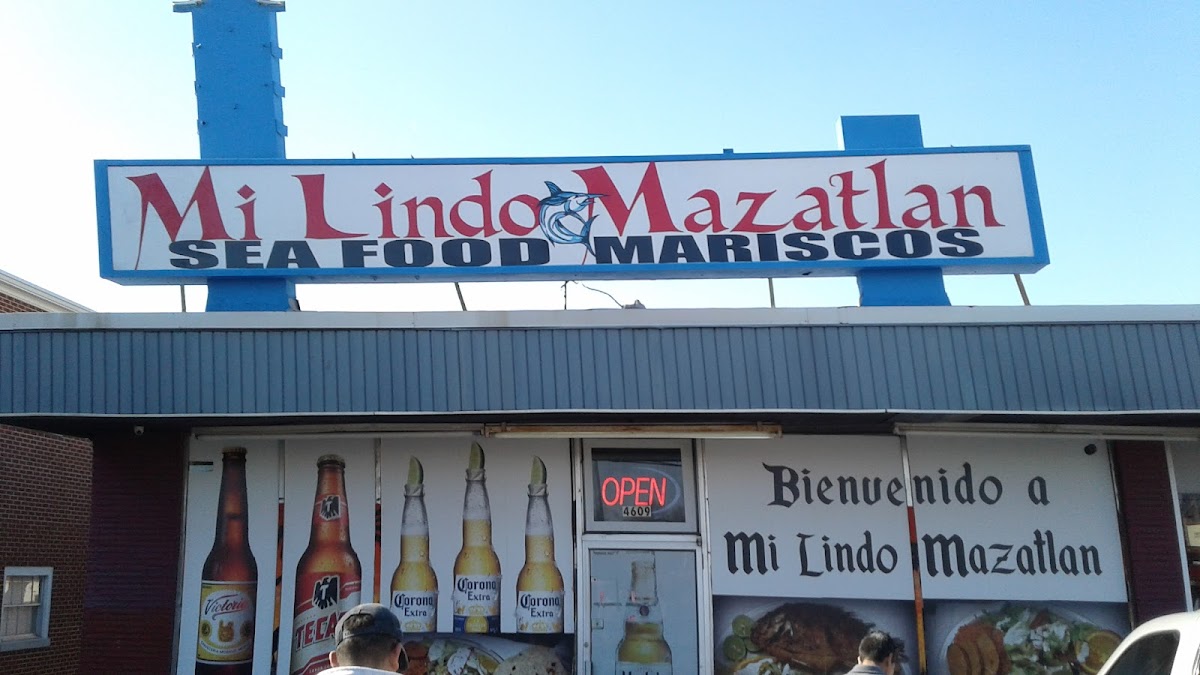 Mi Lindo Mazatlan
SEA FOOD MARISCOS
OPEN
4609
Bienvenido a
Mi Lindo Mazatlan
Victoria
TECA
Corona
Extra
Corona
Extra
Corona
Extra